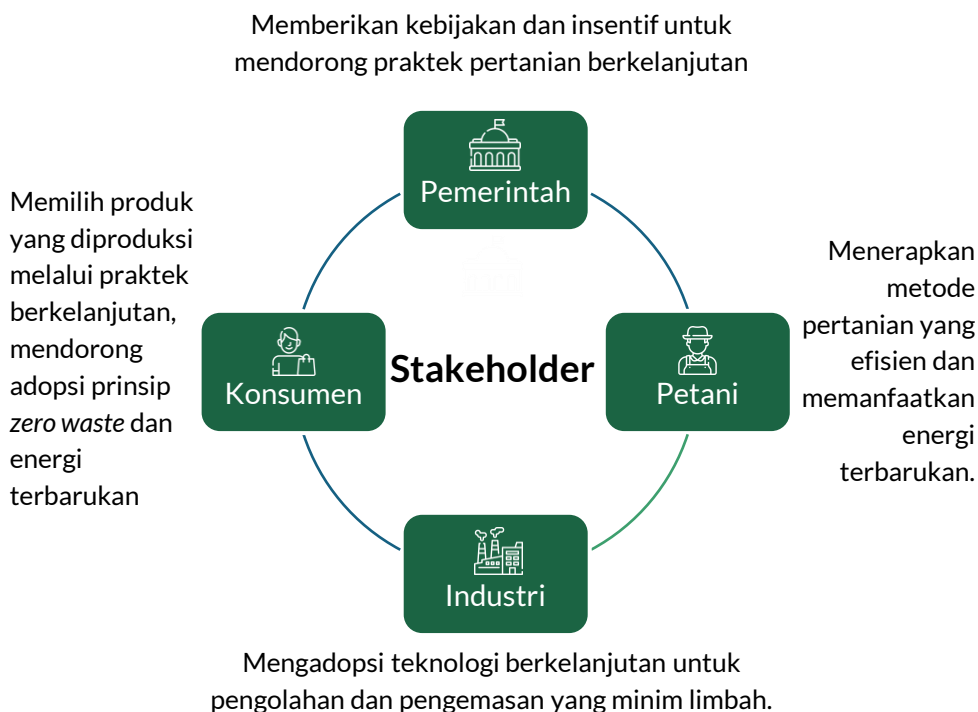 Memberikan kebijakan dan insentif untuk
mendorong praktek pertanian berkelanjutan
Pemerintah
Memilih produk
yang diproduksi
melalui praktek
berkelanjutan,
mendorong
adopsi prinsip
zero waste dan
energi
terbarukan
Konsumen
Stakeholder
Petani
Menerapkan
metode
pertanian yang
efisien dan
memanfaatkan
energi
terbarukan.
Industri
Mengadopsi teknologi berkelanjutan untuk
pengolahan dan pengemasan yang minim limbah.